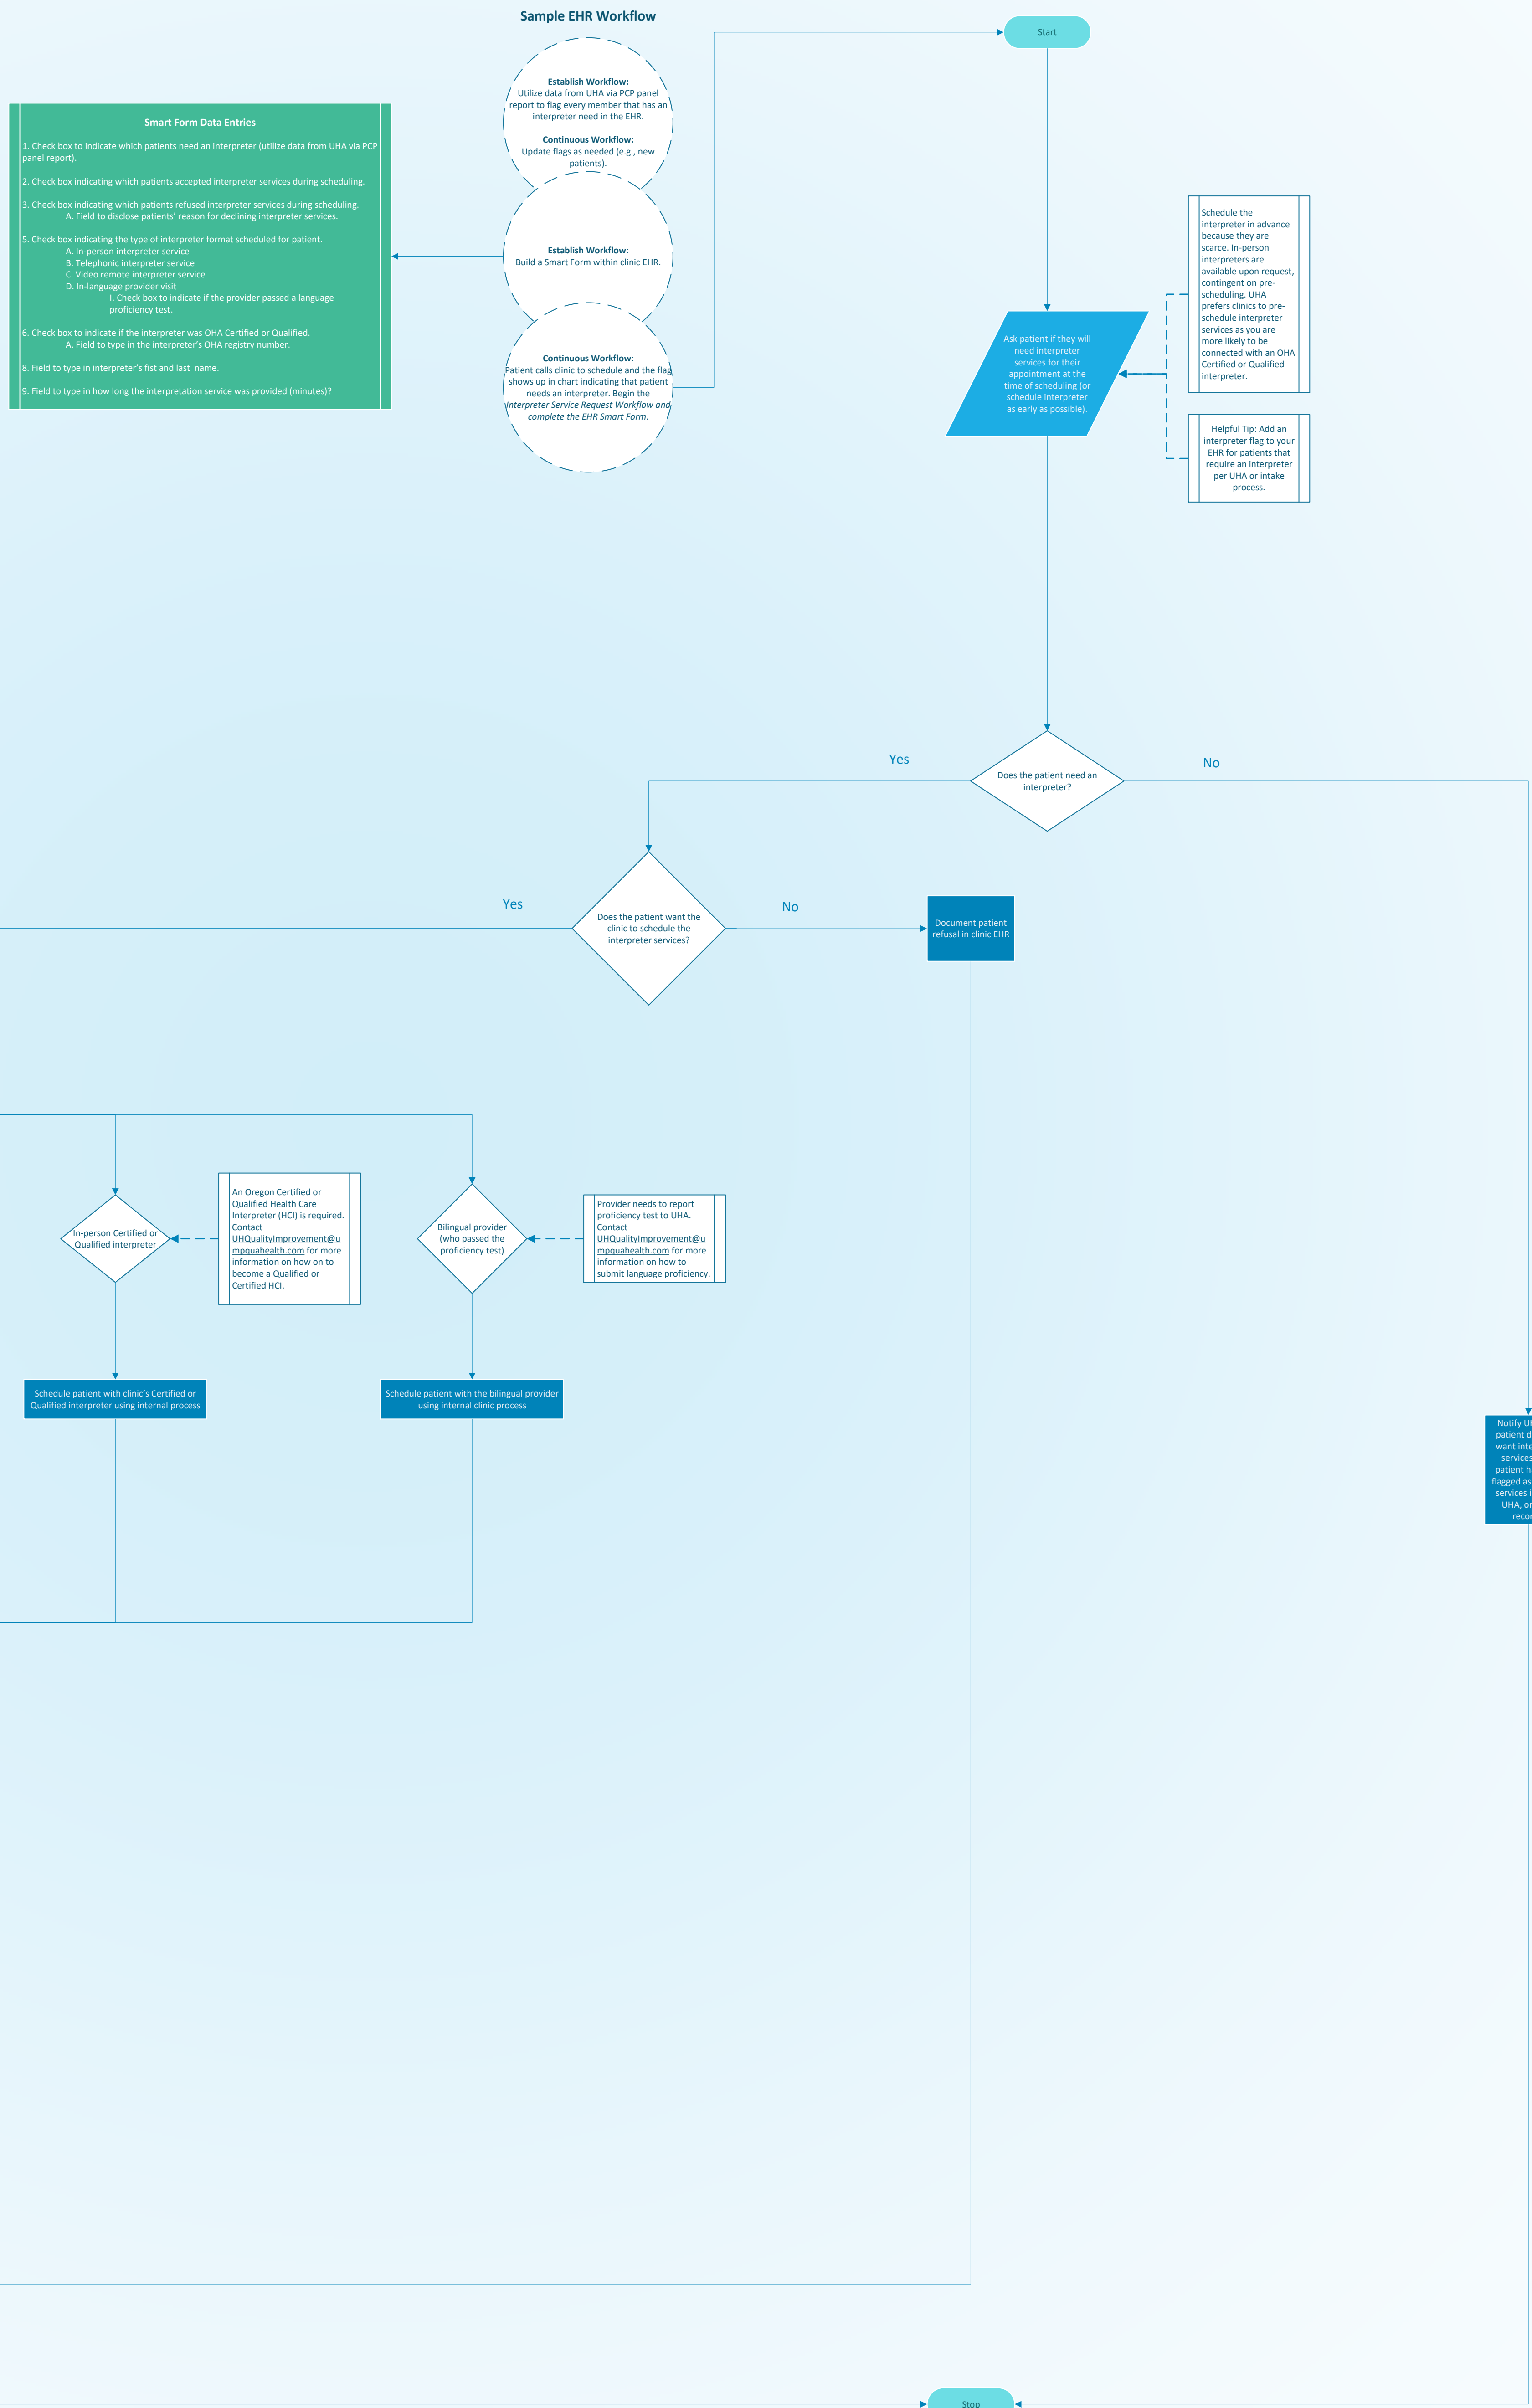 Sample EHR Workflow
Start
Establish Workflow:
Utilize data from UHA via PCP panel
report to flag every member that has an
interpreter need in the EHR.
Continuous Workflow:
Update flags as needed (e.g., new
patients).
Smart Form Data Entries
1. Check box to indicate which patients need an interpreter (utilize data from UHA via PCP
panel report).
2. Check box indicating which patients accepted interpreter services during scheduling.
3. Check box indicating which patients refused interpreter services during scheduling.
A. Field to disclose patients’ reason for declining interpreter services.
5. Check box indicating the type of interpreter format scheduled for patient.
A. In-person interpreter service
B. Telephonic interpreter service
C. Video remote interpreter service
D. In-language provider visit
I. Check box to indicate if the provider passed a language
proficiency test.
6. Check box to indicate if the interpreter was OHA Certified or Qualified.
A. Field to type in the interpreter’s OHA registry number.
8. Field to type in interpreter’s fist and last  name.
9. Field to type in how long the interpretation service was provided (minutes)?
Establish Workflow:
Build a Smart Form within clinic EHR.
Continuous Workflow:
Patient calls clinic to schedule and the flag
shows up in chart indicating that patient
needs an interpreter. Begin the
Interpreter Service Request Workflow and
complete the EHR Smart Form.
Schedule the
interpreter in advance
because they are
scarce. In-person
interpreters are
available upon request,
contingent on pre-
scheduling. UHA
prefers clinics to pre-
schedule interpreter
services as you are
more likely to be
connected with an OHA
Certified or Qualified
interpreter.
Ask patient if they will
need interpreter
services for their
appointment at the
time of scheduling (or
schedule interpreter
as early as possible).
Helpful Tip: Add an
interpreter flag to your
EHR for patients that
require an interpreter
per UHA or intake
process.
Yes
Does the patient need an
interpreter?
No
Yes
Does the patient want the
clinic to schedule the
interpreter services?
No
Document patient
refusal in clinic EHR
In-person Certified or
Qualified interpreter
An Oregon Certified or
Qualified Health Care
Interpreter (HCI) is required.
Contact
UHQualityImprovement@u
mpquahealth.com for more
information on how on to
become a Qualified or
Certified HCI.
Bilingual provider
(who passed the
proficiency test)
Provider needs to report
proficiency test to UHA.
Contact
UHQualityImprovement@u
mpquahealth.com for more
information on how to
submit language proficiency.
Schedule patient with clinic’s Certified or
Qualified interpreter using internal process
Schedule patient with the bilingual provider
using internal clinic process
Notify
patient
want
services
patient
flagged as
services
UHA, or
Stop